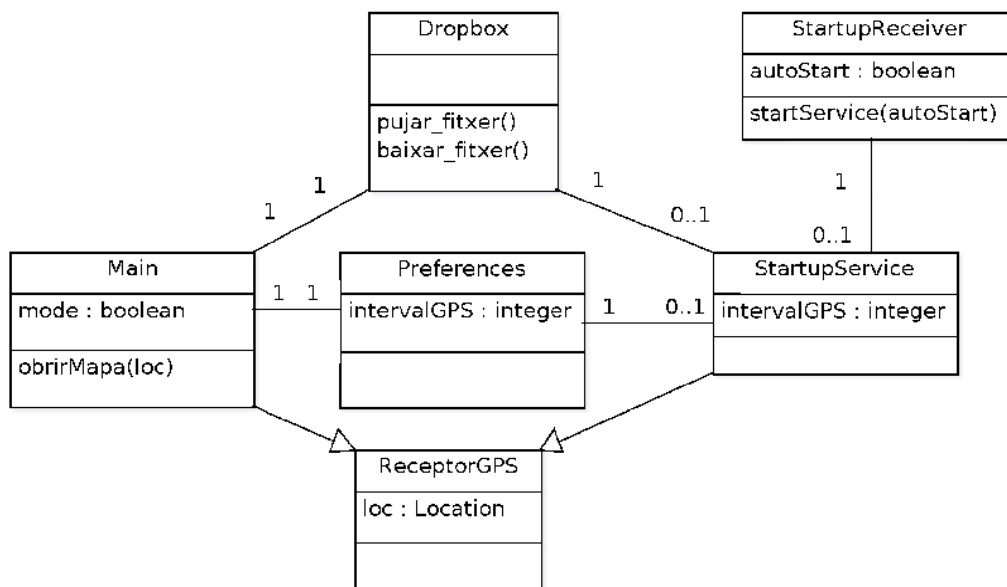 Dropbox
pujar_fitxer()
baixar_fitxer()
StartupReceiver
autoStart : boolean
startService(autoStart)
1
1
1
0..1
1
0..1
Main
mode : boolean
obrirMapa(loc)
1
1
Preferences
intervalGPS : integer
1
0..1
StartupService
intervalGPS : integer
ReceptorGPS
loc : Location